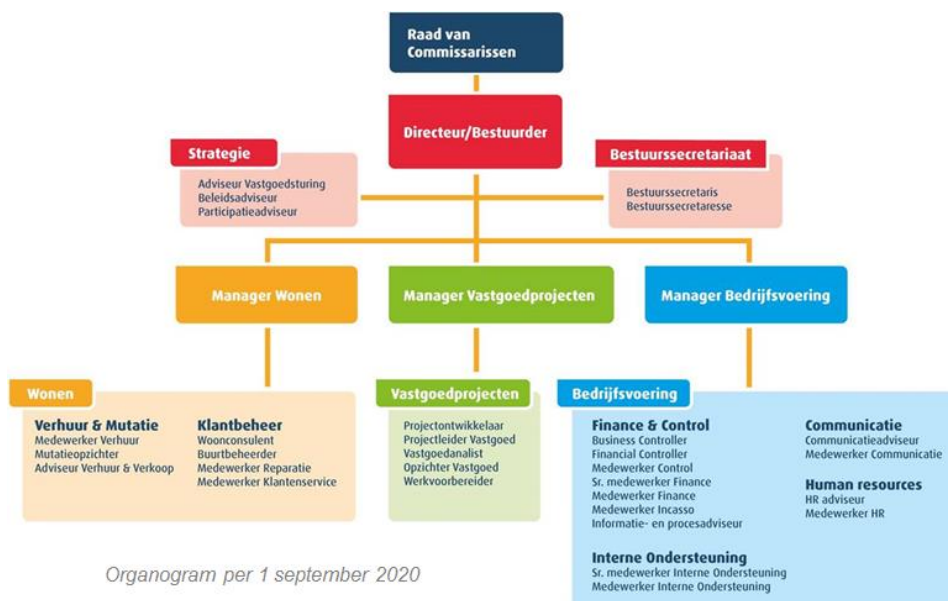 Raad van
Commissarissen
Directeur/Bestuurder
Strategie
Adviseur Vastgoedsturing
Beleidsadviseur
Participatieadviseur
Bestuurssecretariaat
Bestuurssecretaris
Bestuurssecretaresse
Manager Wonen
Manager Vastgoedprojecten
Manager Bedrijfsvoering
Wonen
Verhuur & Mutatie
Medewerker Verhuur
Mutatieopzichter
Adviseur Verhuur & Verkoop
Klantbeheer
Woonconsulent
Buurtbeheerder
Medewerker Reparatie
Medewerker Klantenservice
Vastgoedprojecten
Projectontwikkelaar
Projectleider Vastgoed
Vastgoedanalist
Opzichter Vastgoed
Werkvoorbereider
Bedrijfsvoering
Finance & Control
Business Controller
Financial Controller
Medewerker Control
Sr. medewerker Finance
Medewerker Finance
Medewerker Incasso
Informatie- en procesadviseur
Interne Ondersteuning
Sr. medewerker Interne Ondersteuning
Medewerker Interne Ondersteuning
Communicatie
Communicatieadviseur
Medewerker Communicatie
Human resources
HR adviseur
Medewerker HR
Organogram per 1 september 2020